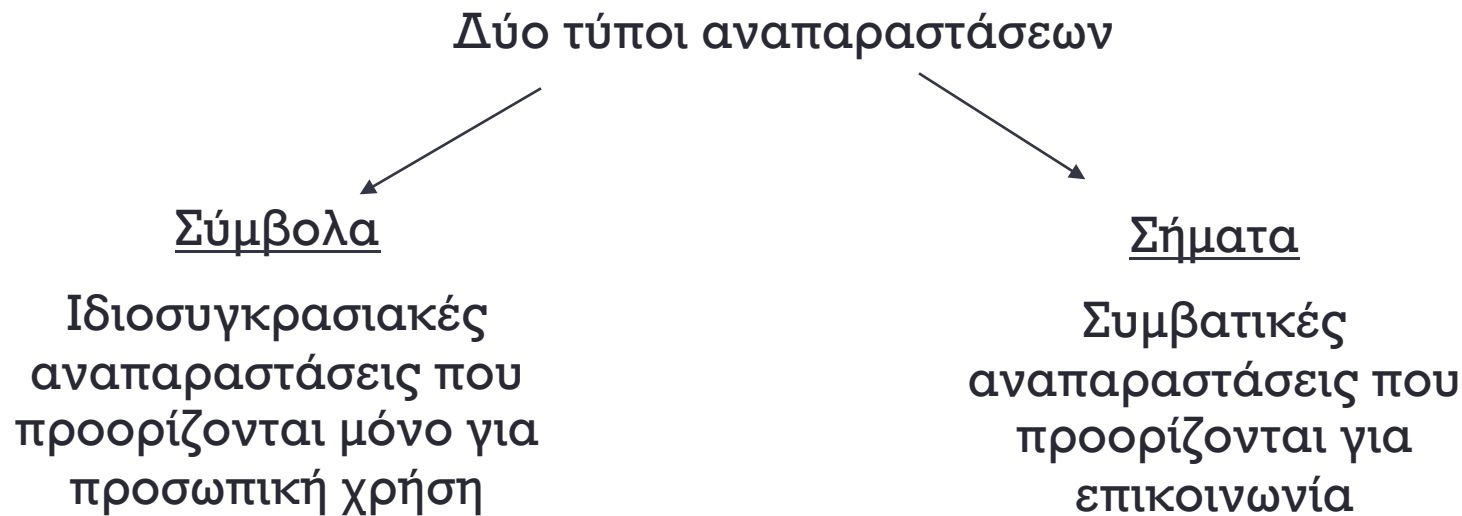 Δύο τύποι αναπαραστάσεων
Σύμβολα
Ιδιοσυγκρασιακές
αναπαραστάσεις που
προορίζονται μόνο για
προσωπική χρήση
Σήματα
Συμβατικές
αναπαραστάσεις που
προορίζονται για
επικοινωνία